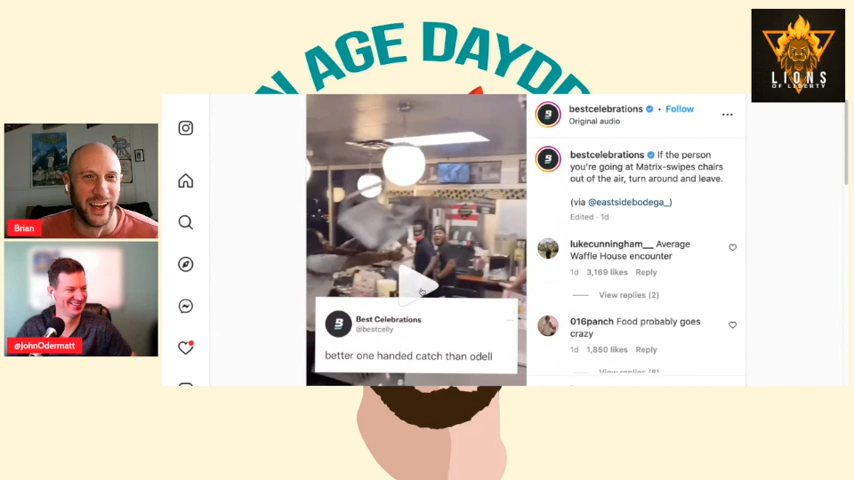 N AGE DAYD
LIONS
OF LIBERTY
Brian
@JohnOdermatt
bestcelebrations • Follow
Original audio
bestcelebrations If the person
you're going at Matrix-swipes chairs
out of the air, turn around and leave.
(via @eastsidebodega_)
Edited · 1d
lukecunningham__ Average
Waffle House encounter
1d 3,169 likes Reply
View replies (2)
016panch Food probably goes
crazy
1d 1,850 likes Reply
View replies
Best Celebrations
@bestcelly
better one handed catch than odell